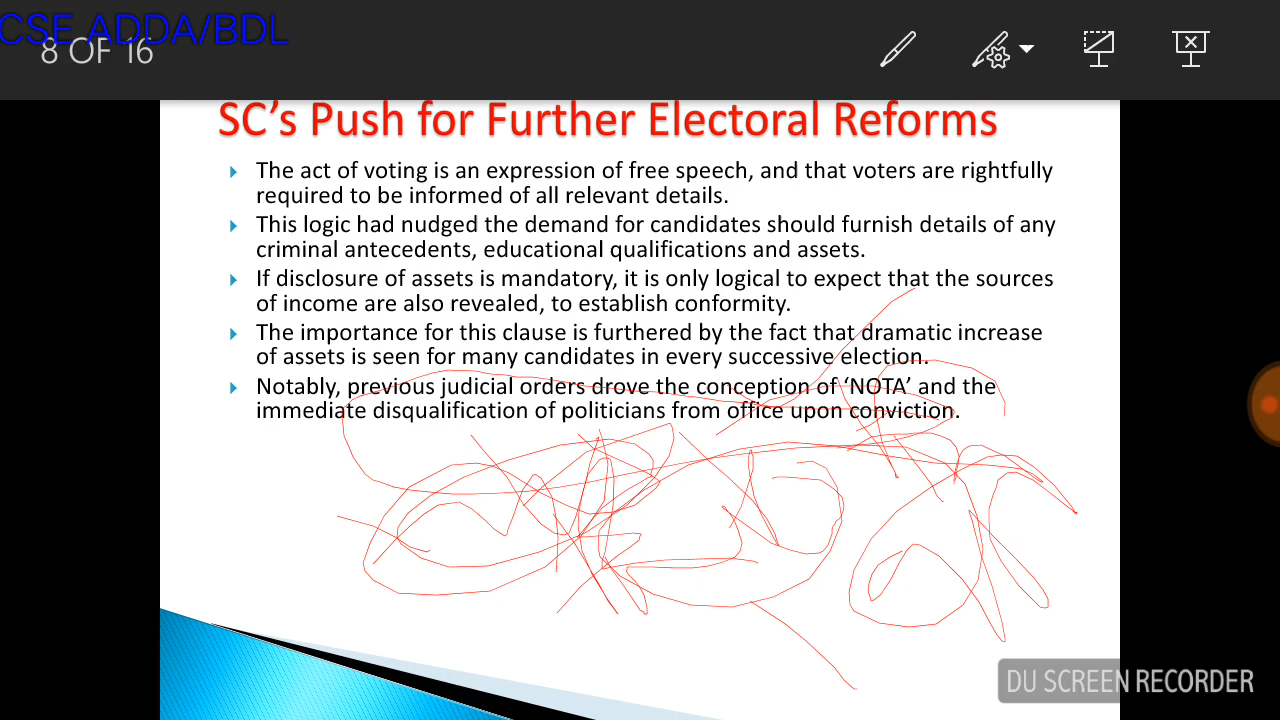 CSE ADDA/BDL
8 OF 16
SC's Push for Further Electoral Reforms
The act of voting is an expression of free speech, and that voters are rightfully
required to be informed of all relevant details.
This logic had nudged the demand for candidates should furnish details of any
criminal antecedents, educational qualifications and assets.
If disclosure of assets is mandatory, it is only logical to expect that the sources
of income are also revealed, to establish conformity.
The importance for this clause is furthered by the fact that dramatic increase
of assets is seen for many candidates in every successive election.
Notably, previous judicial orders drove the conception of ‘NOTA’ and the
immediate disqualification of politicians from office upon conviction.
DU SCREEN RECORDER